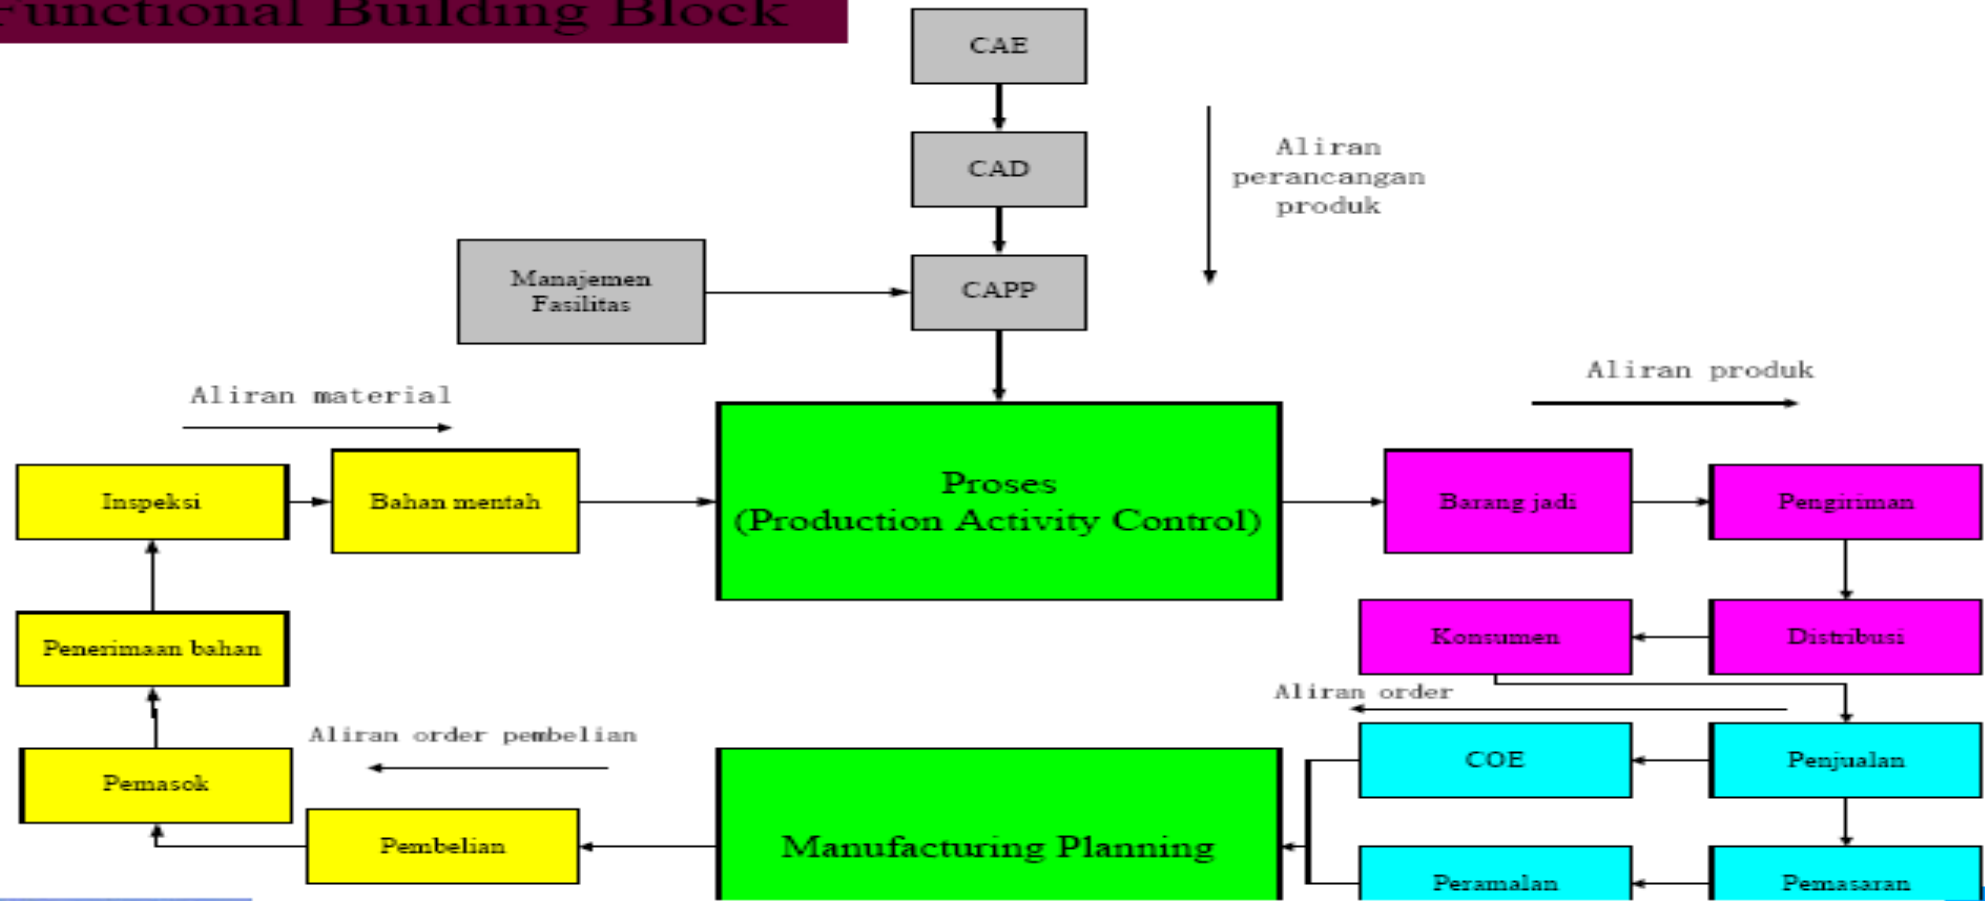 Functional Building Block
CAE
CAD
Aliran
perancangan
produk
Manajemen
Fasilitas
CAPP
Aliran material
Aliran produk
Inspeksi
Bahan mentah
Proses
(Production Activity Control)
Barang jadi
Pengiriman
Penerimaan bahan
Konsumen
Distribusi
Aliran order
Aliran order pembelian
Pemasok
COE
Penjualan
Pembelian
Manufacturing Planning
Peramalan
Pemasaran